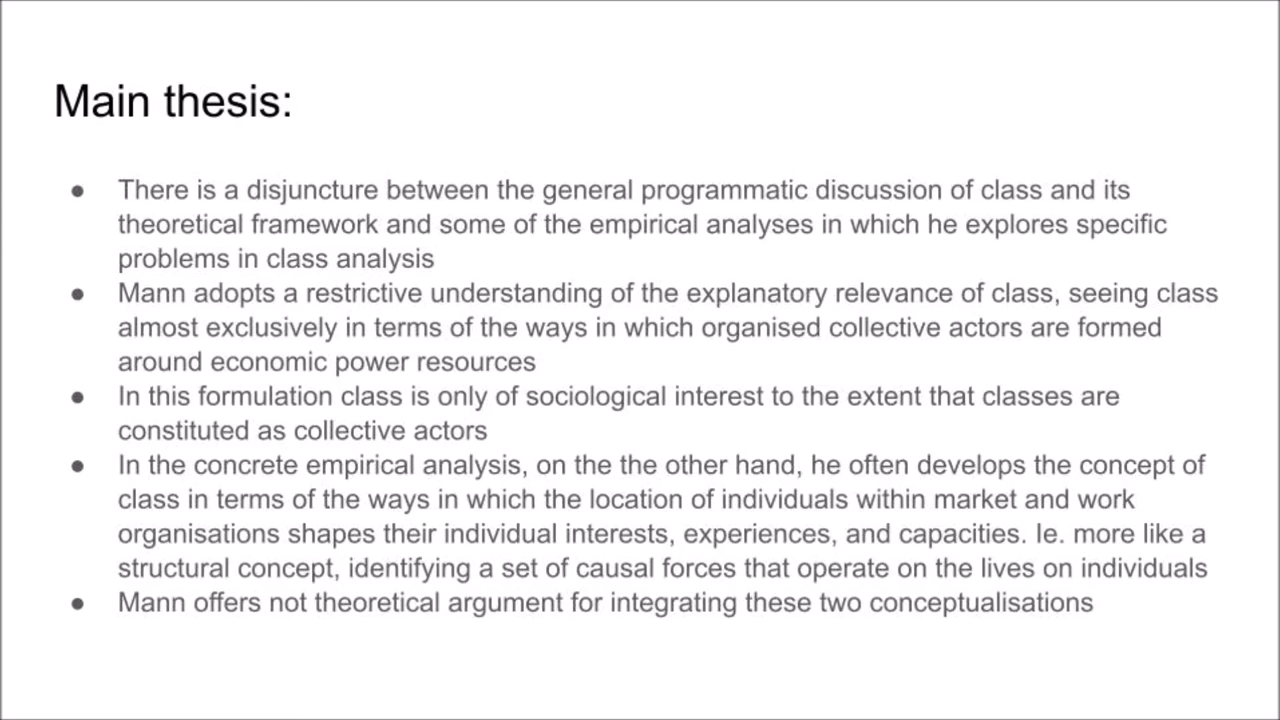 Main thesis:
● There is a disjuncture between the general programmatic discussion of class and its
theoretical framework and some of the empirical analyses in which he explores specific
problems in class analysis
● Mann adopts a restrictive understanding of the explanatory relevance of class, seeing class
almost exclusively in terms of the ways in which organised collective actors are formed
around economic power resources
● In this formulation class is only of sociological interest to the extent that classes are
constituted as collective actors
● In the concrete empirical analysis, on the the other hand, he often develops the concept of
class in terms of the ways in which the location of individuals within market and work
organisations shapes their individual interests, experiences, and capacities. Ie. more like a
structural concept, identifying a set of causal forces that operate on the lives on individuals
● Mann offers not theoretical argument for integrating these two conceptualisations